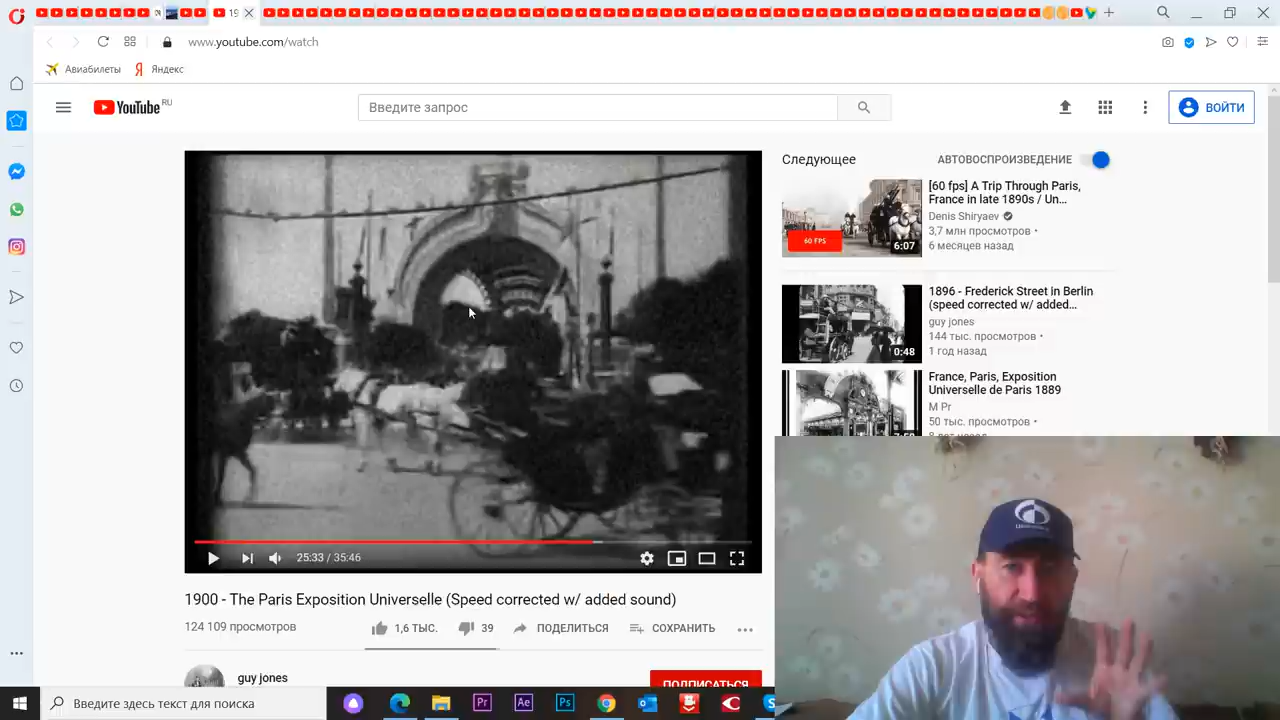 19
www.youtube.com/watch
Авиабилеты
Яндекс
YouTube RU
Введите запрос
ВОЙТИ
Следующее
АВТОВОСПРОИЗВЕДЕНИЕ
60 FPS
6:07
[60 fps] A Trip Through Paris,
France in late 1890s / Un...
Denis Shiryaev
3,7 млн просмотров •
6 месяцев назад
0:48
1896 - Frederick Street in Berlin
(speed corrected w/ added...
guy jones
144 тыс. просмотров •
1 год назад
France, Paris, Exposition
Universelle de Paris 1889
M Pr
50 тыс. просмотров •
25:33 / 35:46
1900 - The Paris Exposition Universelle (Speed corrected w/ added sound)
124 109 просмотров
1,6 ТЫС.
39
ПОДЕЛИТЬСЯ
СОХРАНИТЬ
guy jones
ПОДПИСАТЬСЯ
Введите здесь текст для поиска
Pr
Ae
Ps